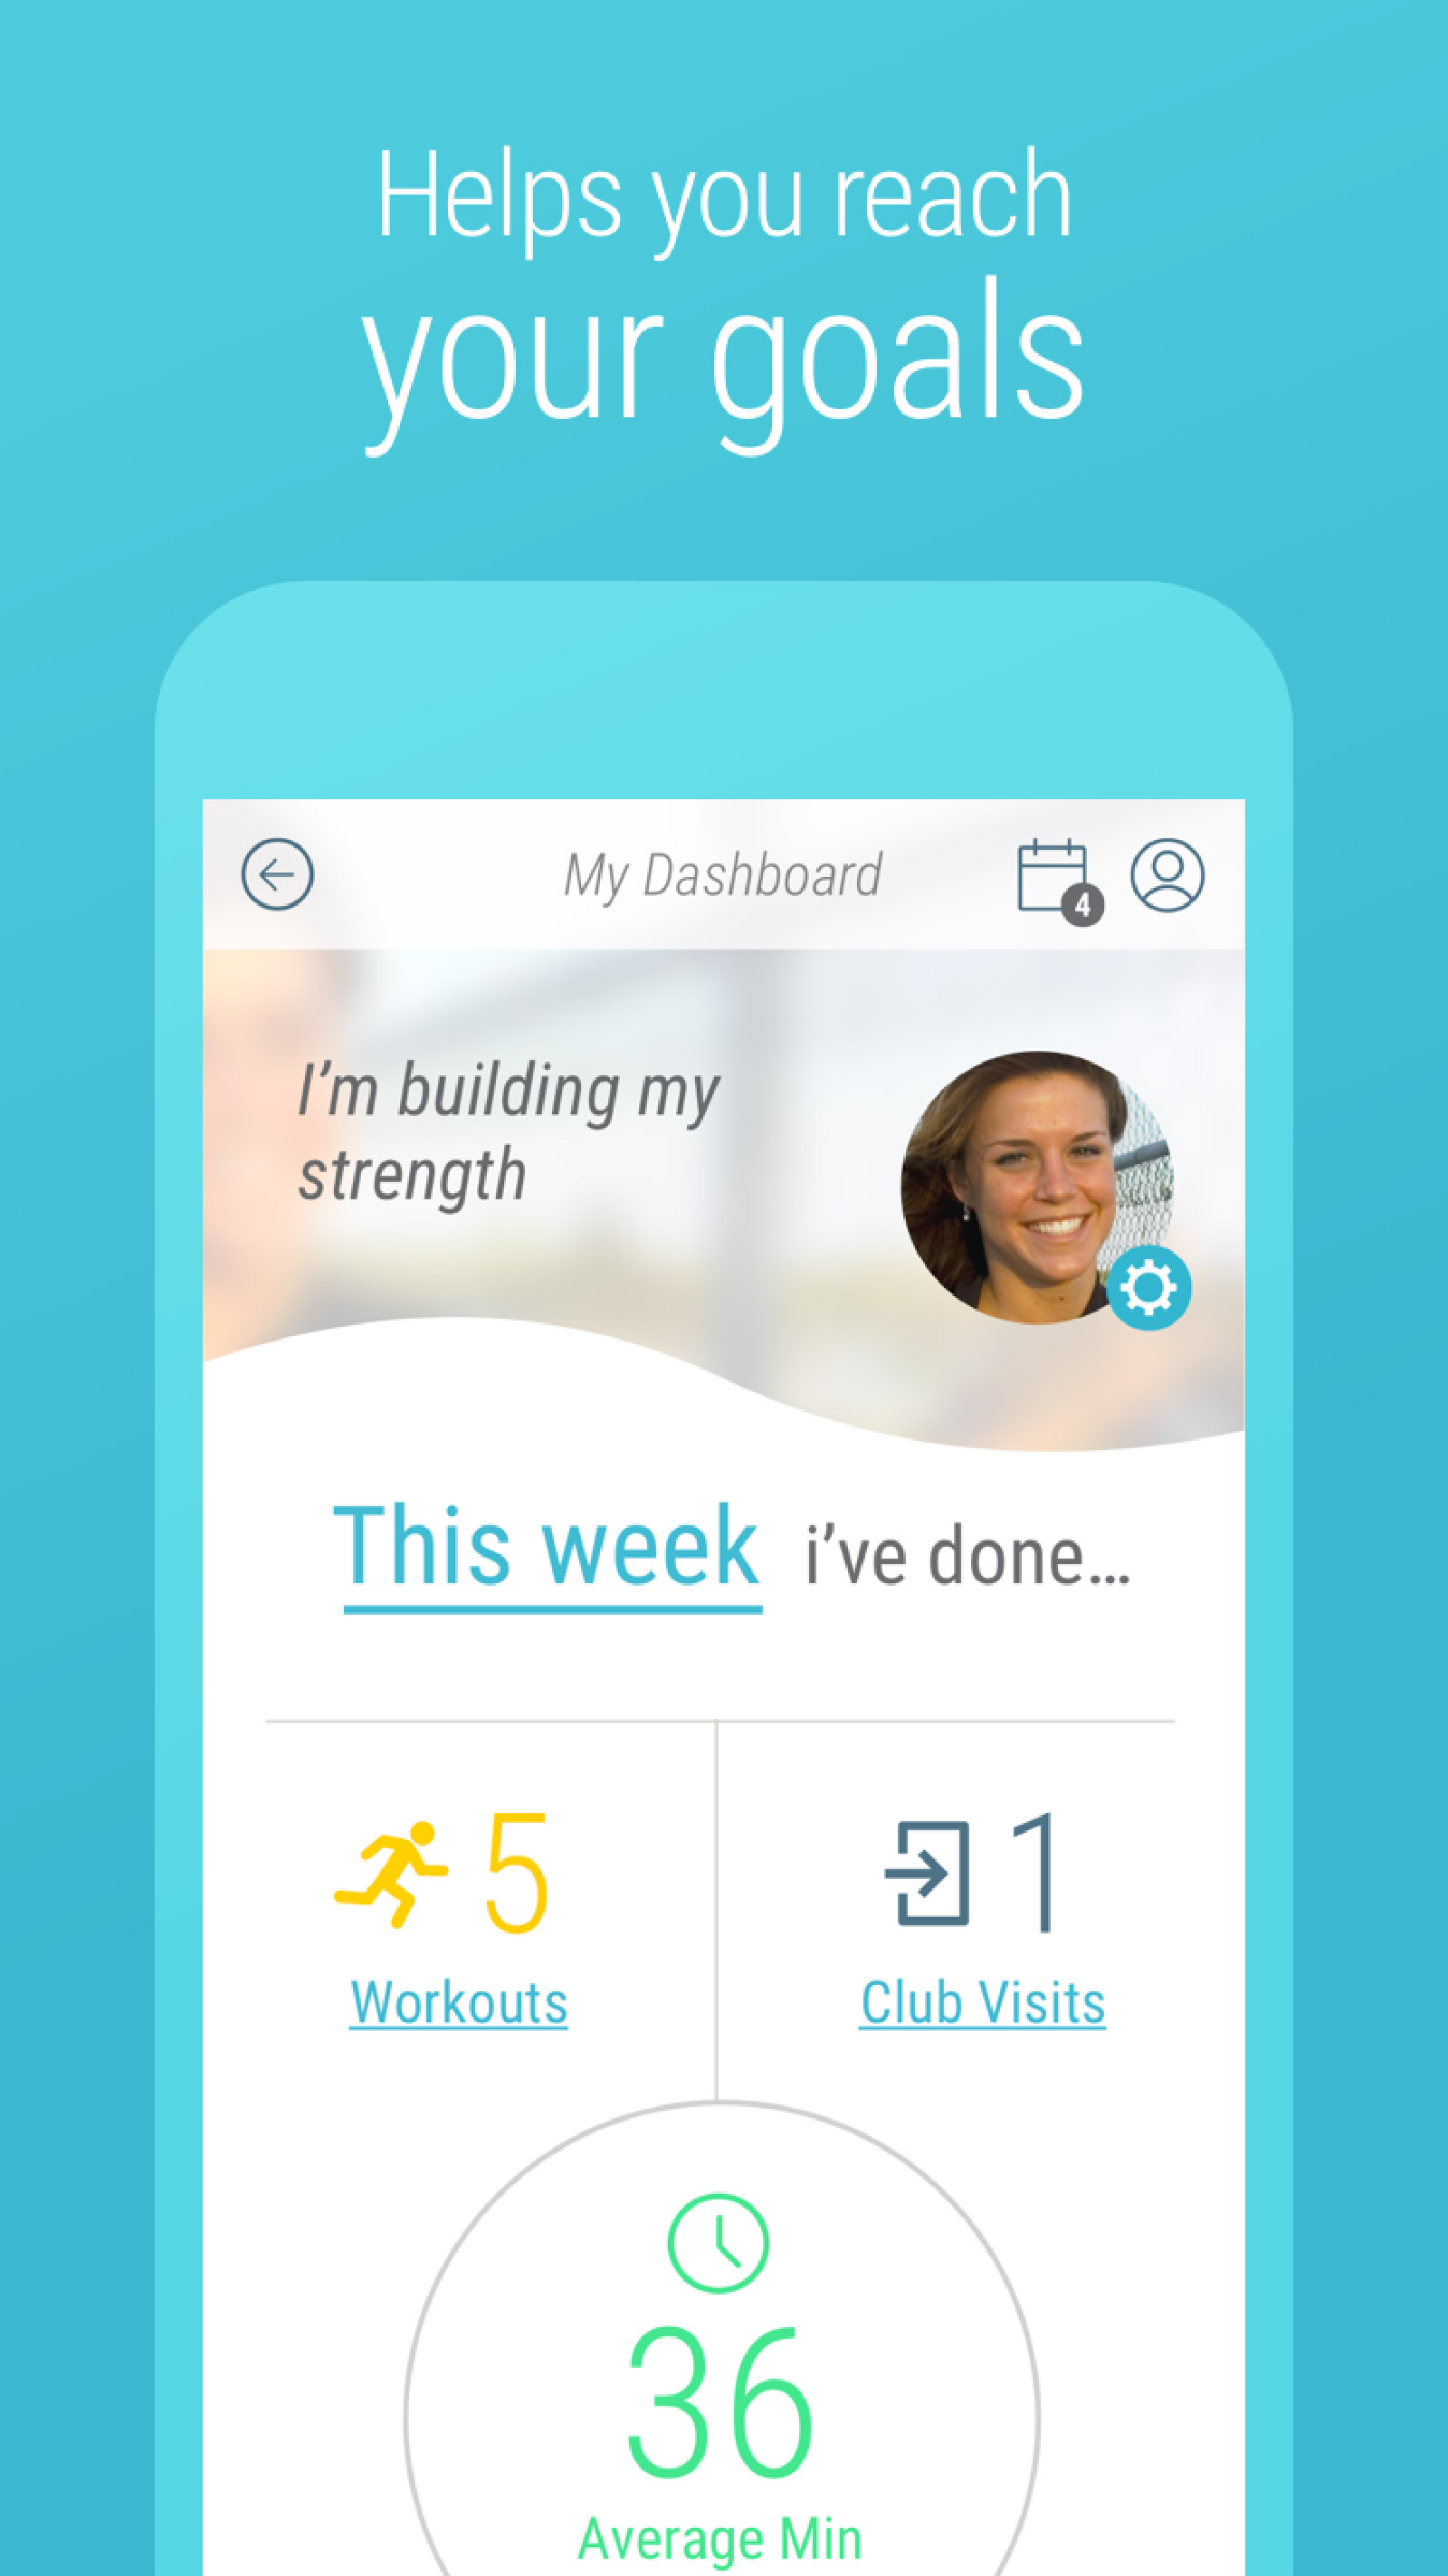 Helps you reach
your goals
My Dashboard
4
I’m building my
strength
This week i’ve done…
5
1
Workouts
Club Visits
36
Average Min